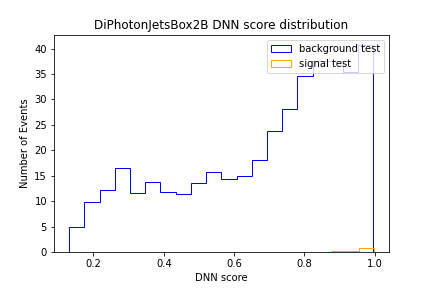 DiPhotonJetsBox2B DNN score distribution
background test
signal test
Number of Events
40
35
30
25
20
15
10
5
0
0.2 0.4 0.6 0.8 1.0
DNN score